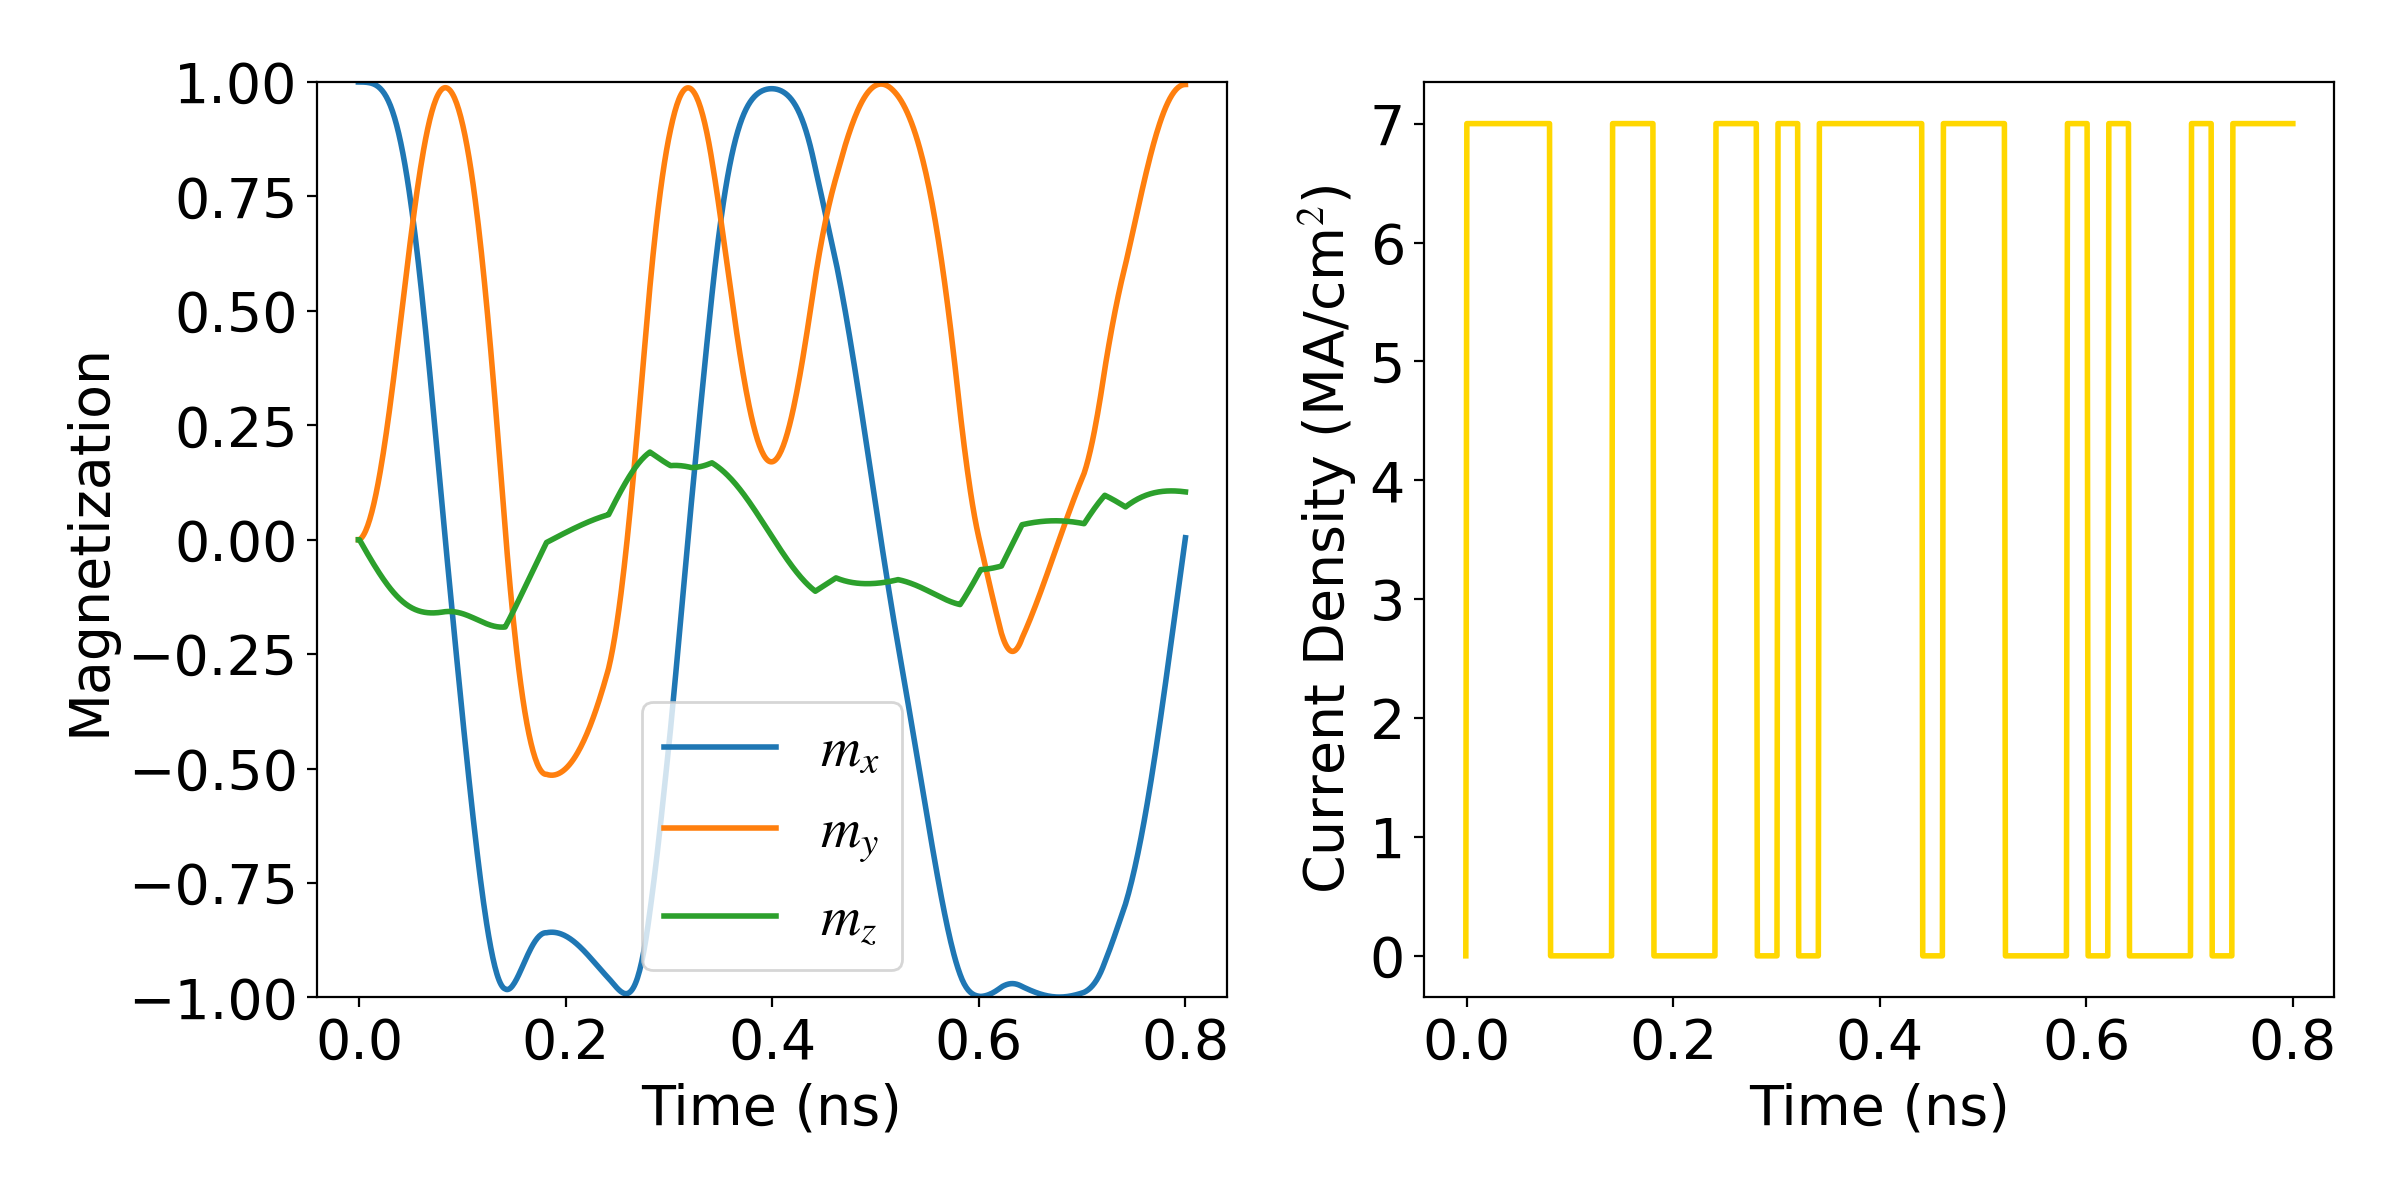 Magnetization
1.00
0.75
0.50
0.25
0.00
−0.25
−0.50
−0.75
−1.00
0.0 0.2 0.4 0.6 0.8
Time (ns)
m_x
m_y
m_z
Current Density (MA/cm²)
7
6
5
4
3
2
1
0
0.0 0.2 0.4 0.6 0.8
Time (ns)